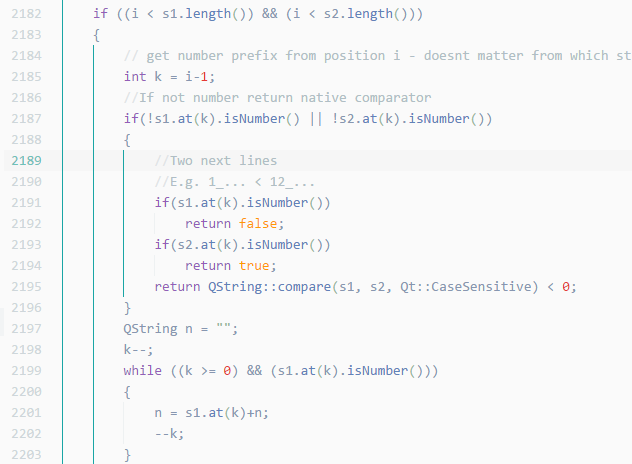 2182 if ((i < s1.length()) && (i < s2.length()))
2183 {
2184 // get number prefix from position i - doesnt matter from which st
2185 int k = i-1;
2186 //If not number return native comparator
2187 if(!s1.at(k).isNumber() || !s2.at(k).isNumber())
2188 {
2189 //Two next lines
2190 //E.g. 1_... < 12_...
2191 if(s1.at(k).isNumber())
2192 return false;
2193 if(s2.at(k).isNumber())
2194 return true;
2195 return QString::compare(s1, s2, Qt::CaseSensitive) < 0;
2196 }
2197 QString n = "";
2198 k--;
2199 while ((k >= 0) && (s1.at(k).isNumber()))
2200 {
2201 n = s1.at(k)+n;
2202 --k;
2203 }